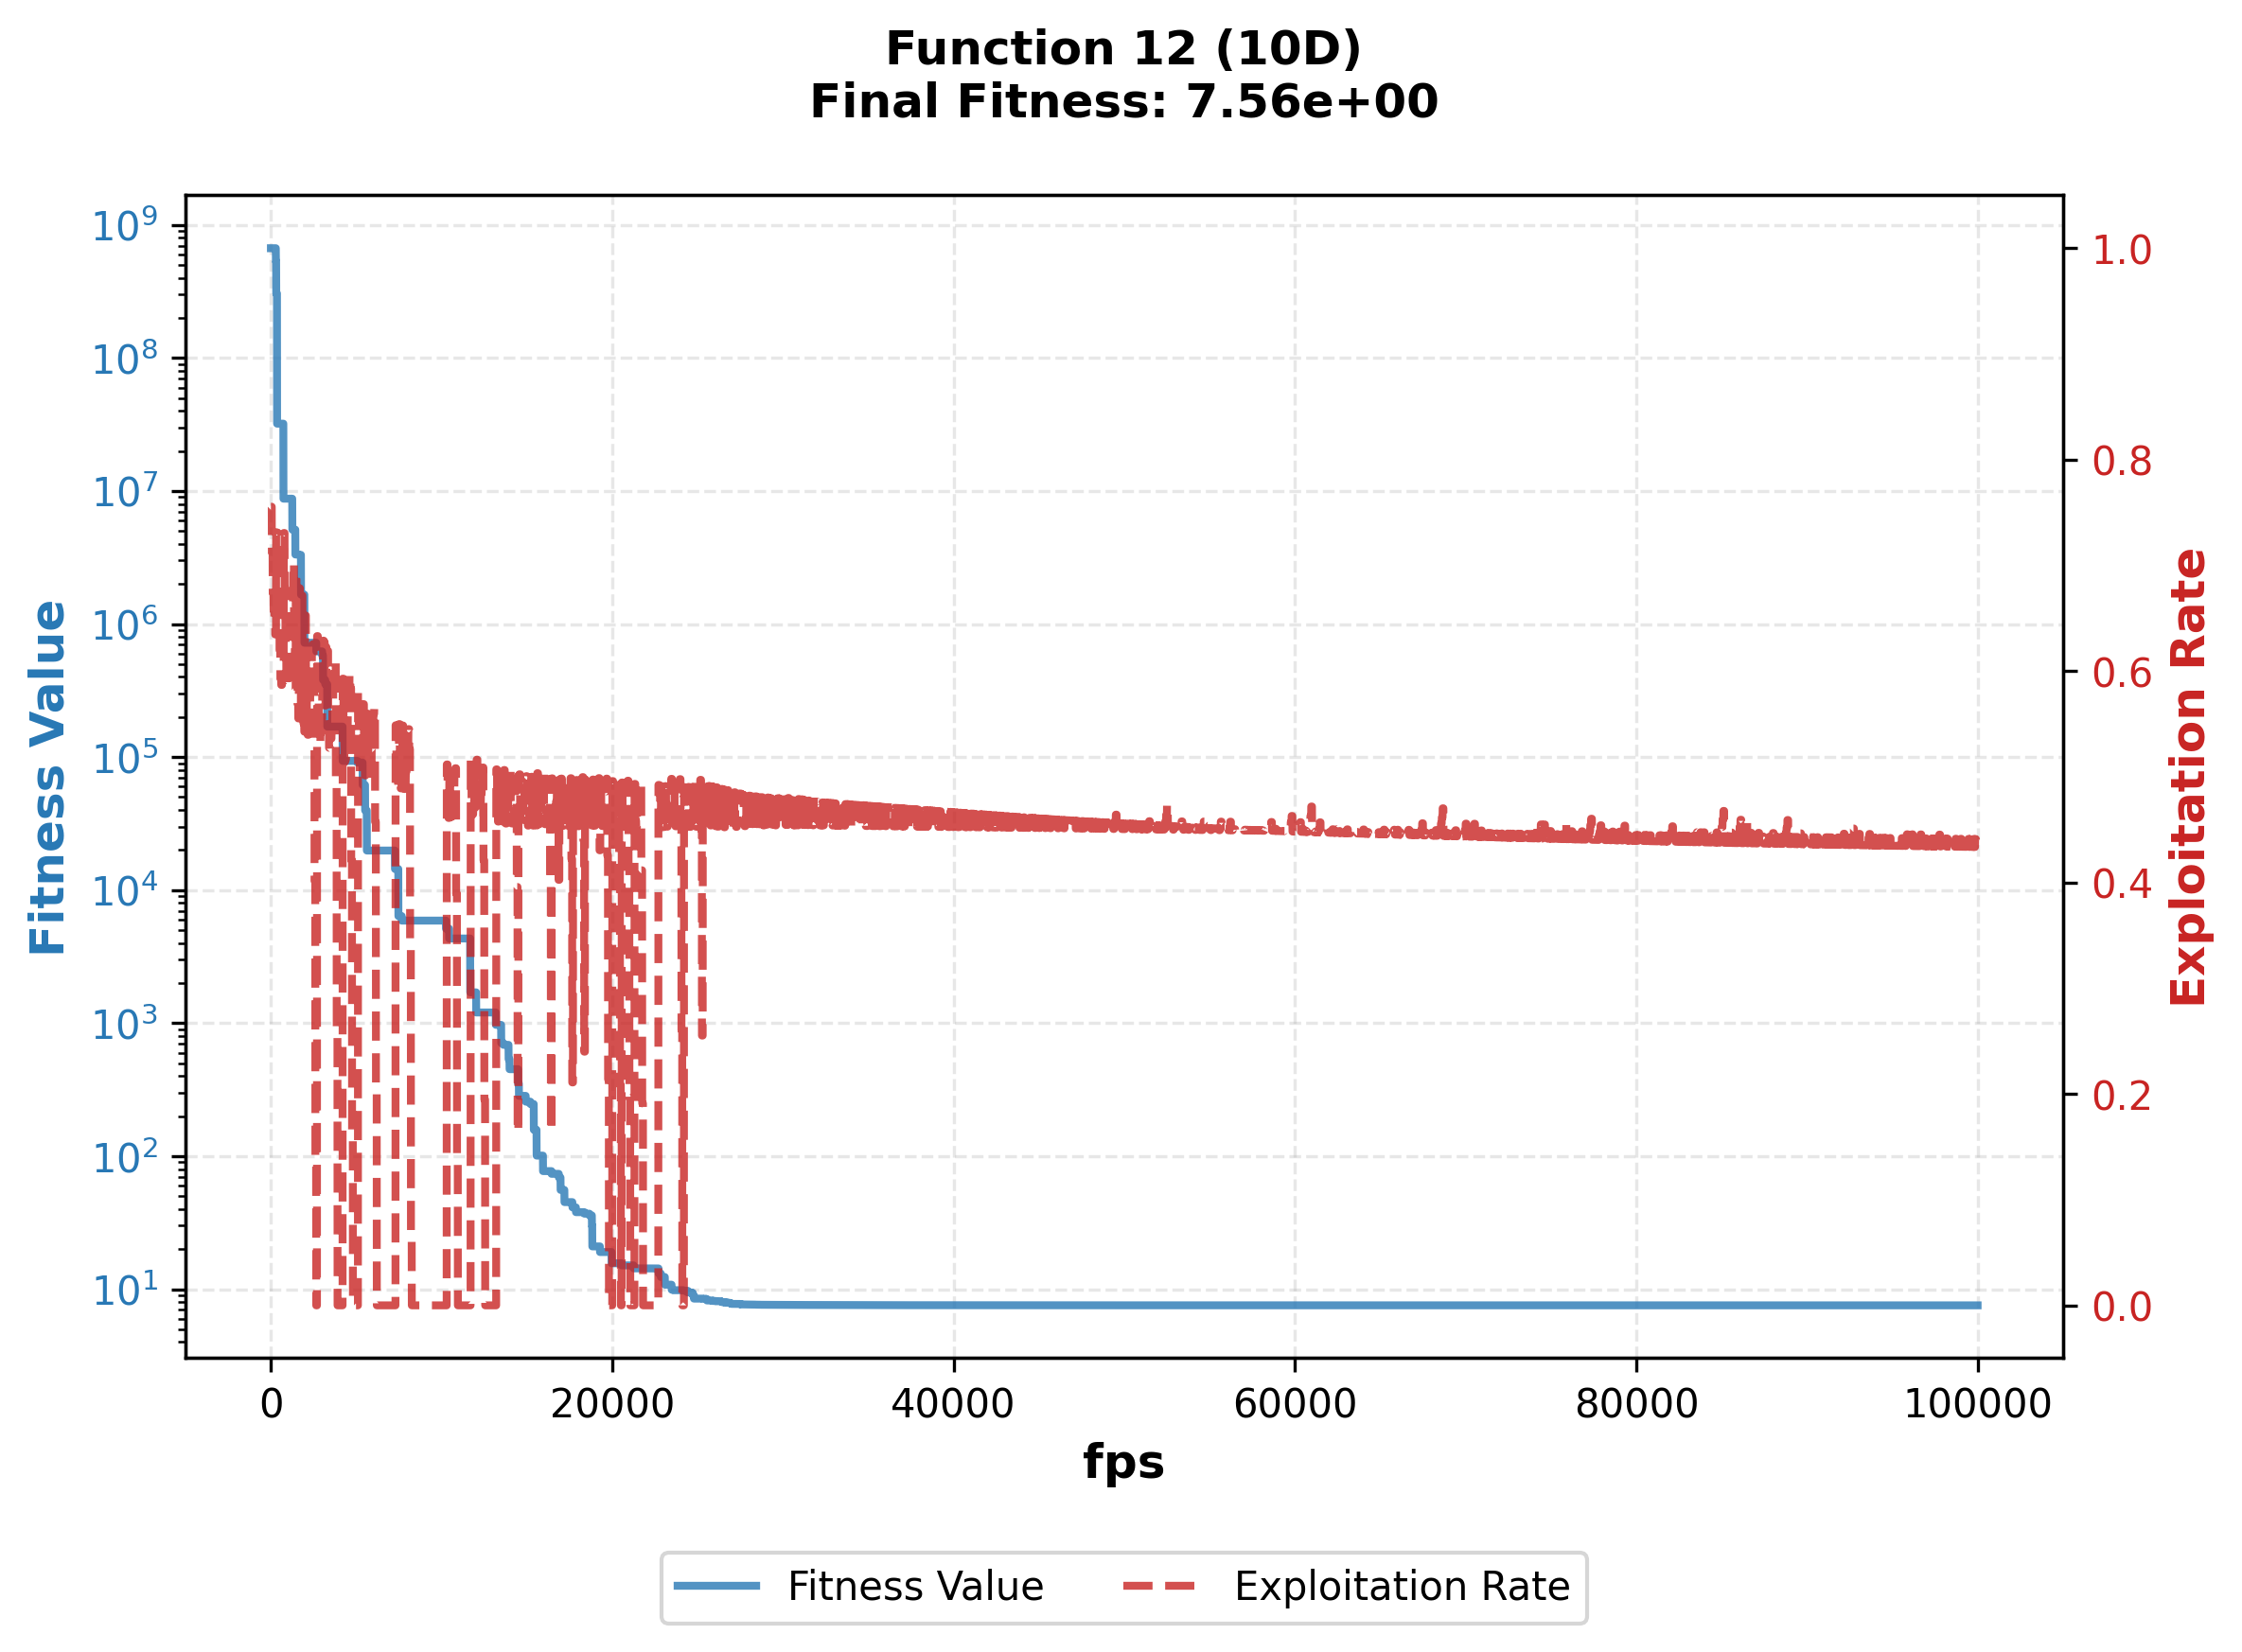 Function 12 (10D)
Final Fitness: 7.56e+00
10⁹
10⁸
10⁷
10⁶
10⁵
10⁴
10³
10²
10¹
Fitness Value
1.0
0.8
0.6
0.4
0.2
0.0
Exploitation Rate
0 20000 40000 60000 80000 100000
fps
Fitness Value Exploitation Rate